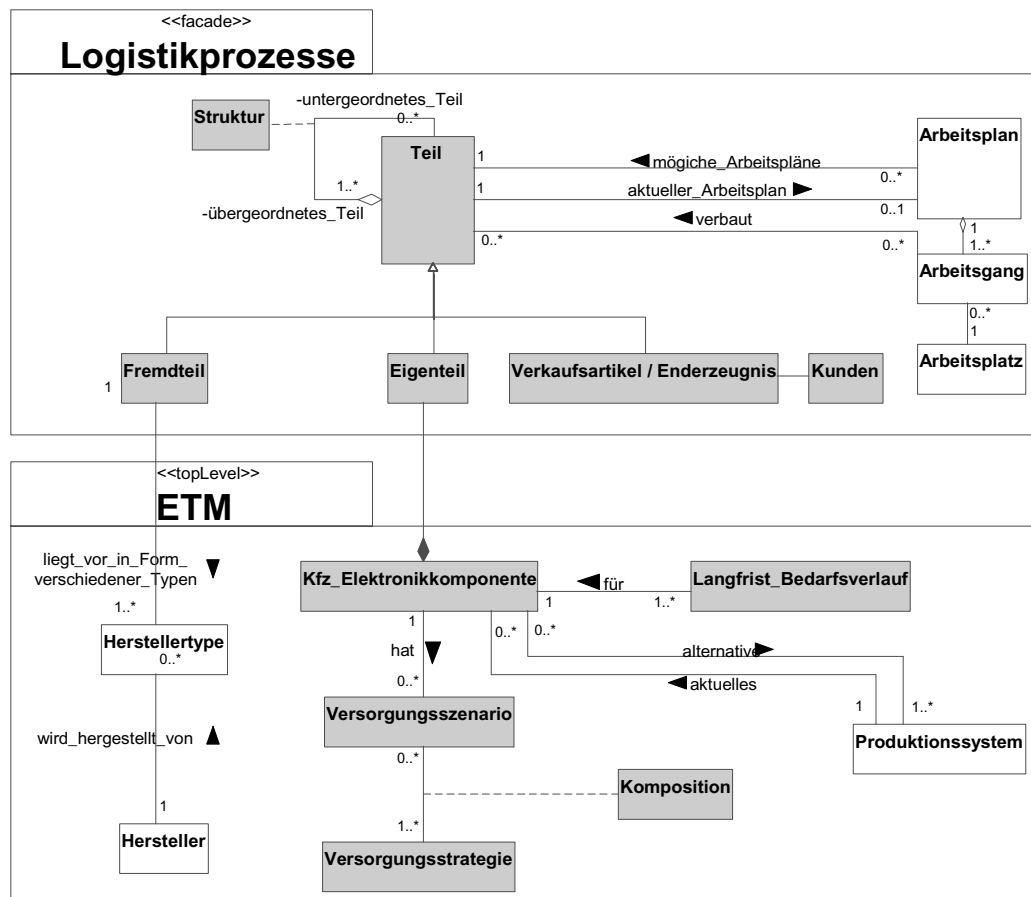 <<facade>>
Logistikprozesse
-untergeordnetes_Teil
0..*
Struktur
Teil
1..*
-übergeordnetes_Teil
1
mögiche_Arbeitspläne
0..*
1
aktueller_Arbeitsplan
0..1
verbaut
0..*
0..*
Arbeitsplan
1
1..*
Arbeitsgang
0..*
1
Arbeitsplatz
1
Fremdteil
Eigenteil
Verkaufsartikel / Enderzeugnis
Kunden
<<topLevel>>
ETM
liegt_vor_in_Form_
verschiedener_Typen
1..*
Herstellertype
0..*
wird_hergestellt_von
1
Hersteller
Kfz_Elektronikkomponente
für
1
1..*
Langfrist_Bedarfsverlauf
1
0..*
0..*
hat
0..*
alternative
aktuelles
1
1..*
Produktionssystem
Versorgungsszenario
0..*
Komposition
1..*
Versorgungsstrategie